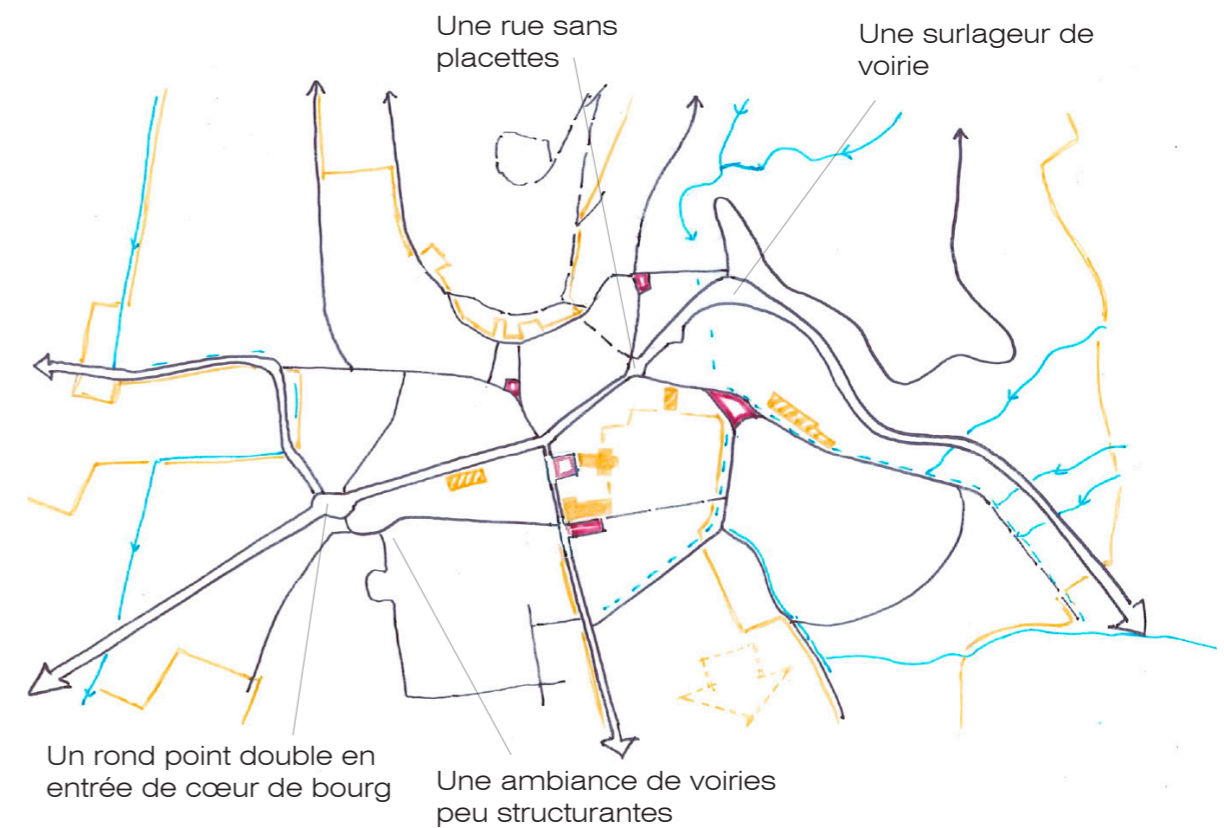 Une rue sans
placettes
Une surlageur de
voirie
Un rond point double en
entrée de cœur de bourg
Une ambiance de voiries
peu structurantes